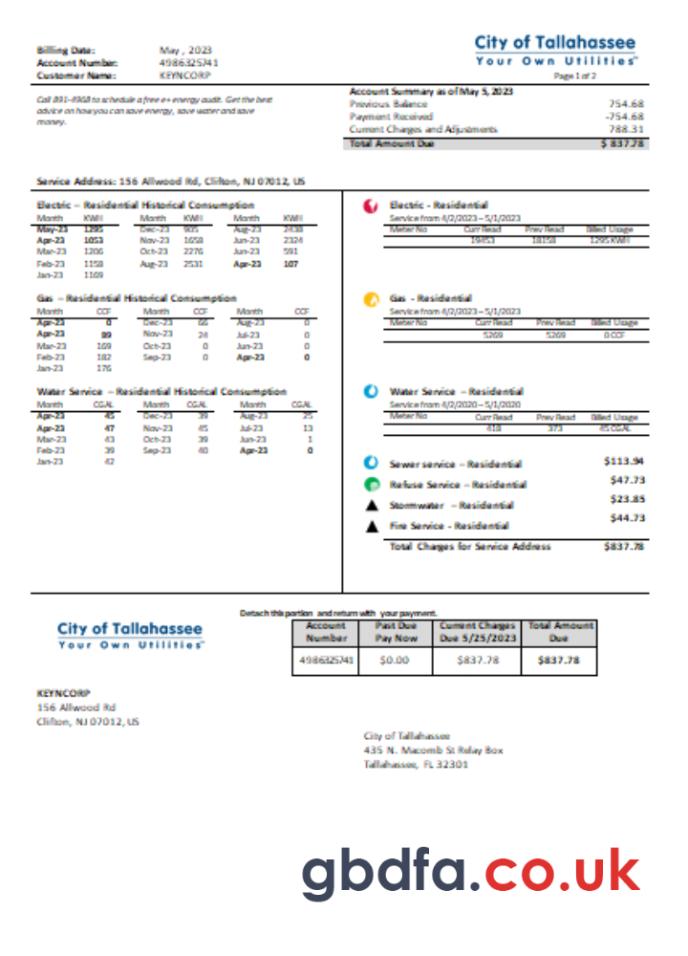 Billing Date: May , 2023
Account Number: 4986325741
Customer Name: KEYNCORP
City of Tallahassee
Your Own Utilities
Page 1 of 2
Call 891-4968 to schedule a free e+ energy audit. Get the best
advice on how you can save energy, save water and save
money.
Account Summary as of May 5, 2023
Previous Balance 754.68
Payment Received -754.68
Current Charges and Adjustments 788.31
Total Amount Due $ 837.78
Service Address: 156 Allwood Rd, Clifton, NJ 07012, US
Electric – Residential Historical Consumption
Month KWH Month KWH Month KWH
May-23 1295 Dec-23 905 Aug-23 2438
Apr-23 1053 Nov-23 1658 Jun-23 2324
Mar-23 1206 Oct-23 2276 Jun-23 591
Feb-23 1158 Aug-23 2531 Apr-23 107
Jan-23 1169
Gas – Residential Historical Consumption
Month CCF Month CCF Month CCF
Apr-23 0 Dec-23 66 Aug-23 0
Apr-23 89 Nov-23 24 Jul-23 0
Mar-23 169 Oct-23 0 Jun-23 0
Feb-23 182 Sep-23 0 Apr-23 0
Jan-23 176
Water Service – Residential Historical Consumption
Month CGAL Month CGAL Month CGAL
Apr-23 45 Dec-23 39 Aug-23 25
Apr-23 47 Nov-23 45 Jul-23 13
Mar-23 43 Oct-23 39 Jun-23 1
Feb-23 39 Sep-23 40 Apr-23 0
Jan-23 42
Electric - Residential
Service from 4/2/2023 – 5/1/2023
Meter No Curr Read Prev Read Billed Usage
19453 18158 1295 KWH
Gas - Residential
Service from 4/2/2023 – 5/1/2023
Meter No Curr Read Prev Read Billed Usage
5269 5269 0 CCF
Water Service – Residential
Service from 4/2/2020 – 5/1/2020
Meter No Curr Read Prev Read Billed Usage
418 373 45 CGAL
Sewer service – Residential $113.94
Refuse Service – Residential $47.73
Stormwater – Residential $23.85
Fire Service - Residential $44.73
Total Charges for Service Address $837.78
Detach this portion and return with your payment.
City of Tallahassee
Your Own Utilities
Account Number Past Due Pay Now Current Charges Due 5/25/2023 Total Amount Due
4986325741 $0.00 $837.78 $837.78
KEYNCORP
156 Allwood Rd
Clifton, NJ 07012, US
City of Tallahassee
435 N. Macomb St Relay Box
Tallahassee, FL 32301
gbdfa.co.uk